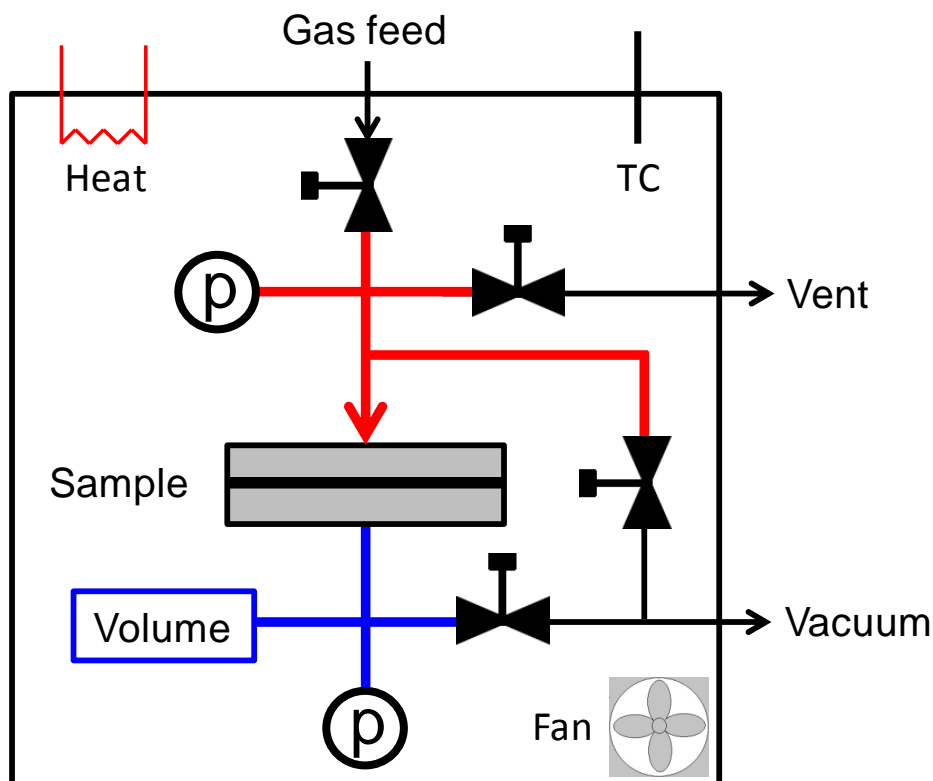 Gas feed
Heat
TC
p
Vent
Sample
Volume
Vacuum
p
Fan